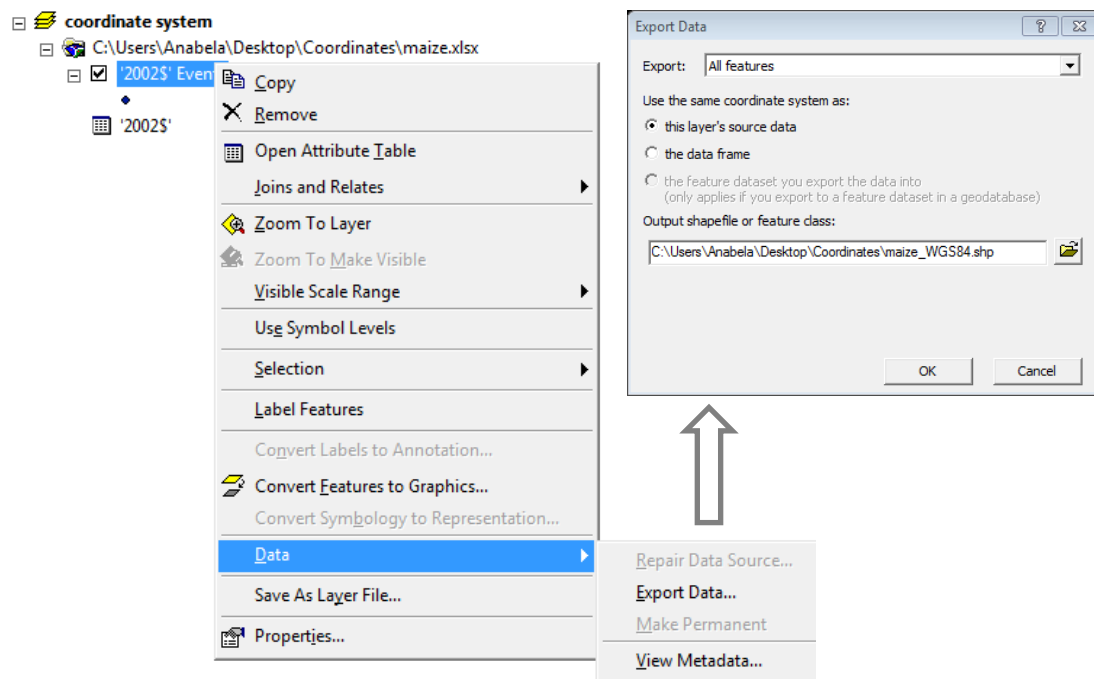 coordinate system
C:\Users\Anabela\Desktop\Coordinates\maize.xlsx
'2002$' Even
'2002$'
Copy
Remove
Open Attribute Table
Joins and Relates
Zoom To Layer
Zoom To Make Visible
Visible Scale Range
Use Symbol Levels
Selection
Label Features
Convert Labels to Annotation...
Convert Features to Graphics...
Convert Symbology to Representation...
Data
Save As Layer File...
Properties...
Repair Data Source...
Export Data...
Make Permanent
View Metadata...
Export Data
Export: All features
Use the same coordinate system as:
this layer's source data
the data frame
the feature dataset you export the data into
(only applies if you export to a feature dataset in a geodatabase)
Output shapefile or feature class:
C:\Users\Anabela\Desktop\Coordinates\maize_WGS84.shp
OK Cancel